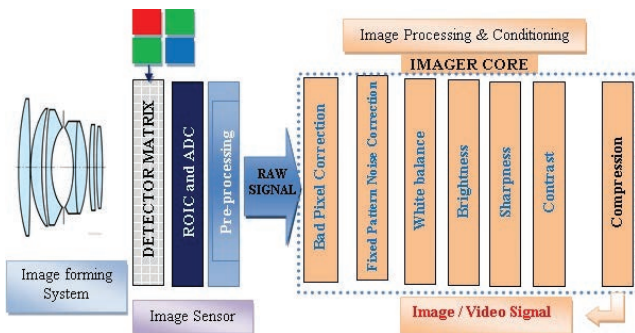 Image Processing & Conditioning
IMAGER CORE
DETECTOR MATRIX
ROIC and ADC
Pre-processing
RAW
SIGNAL
Bad Pixel Correction
Fixed Pattern Noise Correction
White balance
Brightness
Sharpness
Contrast
Compression
Image forming
System
Image Sensor
Image / Video Signal